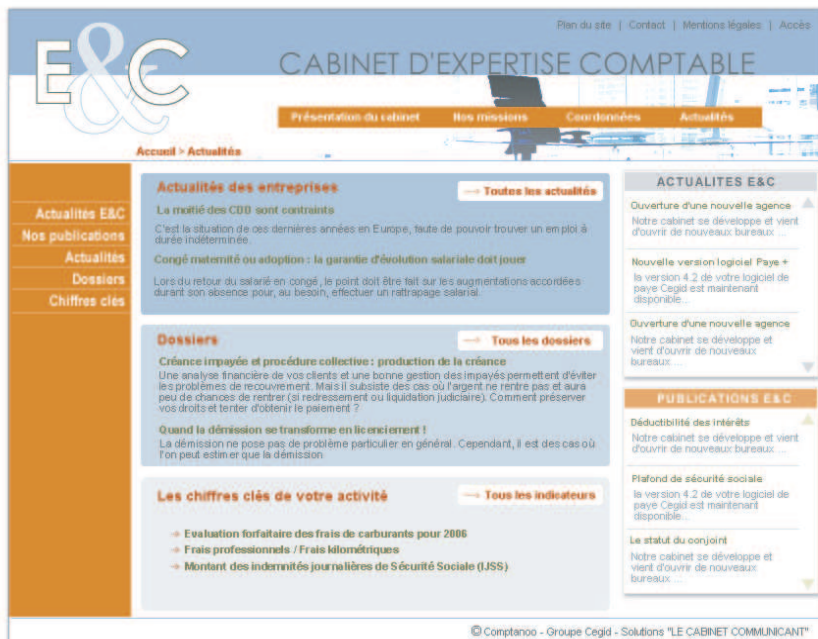 Plan du site | Contact | Mentions légales | Accès
E&C
CABINET D'EXPERTISE COMPTABLE
Présentation du cabinet Nos missions Coordonnées Actualités
Accueil > Actualités
Actualités E&C
Nos publications
Actualités
Dossiers
Chiffres clés
Actualités des entreprises
→ Toutes les actualités
La moitié des CDD sont contraints
C'est la situation de ces dernières années en Europe, faute de pouvoir trouver un emploi à
durée indéterminée.
Congé maternité ou adoption : la garantie d'évolution salariale doit jouer
Lors du retour du salarié en congé, le point doit être fait sur les augmentations accordées
durant son absence pour, au besoin, effectuer un rattrapage salarial.
Dossiers
→ Tous les dossiers
Créance impayée et procédure collective : production de la créance
Une analyse financière de vos clients et une bonne gestion des impayés permettent d'éviter
les problèmes de recouvrement. Mais il subsiste des cas où l'argent ne rentre pas et aura
peu de chances de rentrer (si redressement ou liquidation judiciaire). Comment préserver
vos droits et tenter d'obtenir le paiement ?
Quand la démission se transforme en licenciement !
La démission ne pose pas de problème particulier en général. Cependant, il est des cas où
l'on peut estimer que la démission
Les chiffres clés de votre activité
→ Tous les indicateurs
→ Evaluation forfaitaire des frais de carburants pour 2006
→ Frais professionnels / Frais kilométriques
→ Montant des indemnités journalières de Sécurité Sociale (IJSS)
ACTUALITES E&C
Ouverture d'une nouvelle agence
Notre cabinet se développe et vient
d'ouvrir de nouveaux bureaux ...
Nouvelle version logiciel Paye +
la version 4.2 de votre logiciel de
paye Cegid est maintenant
disponible...
Ouverture d'une nouvelle agence
Notre cabinet se développe et
vient d'ouvrir de nouveaux
bureaux ...
PUBLICATIONS E&C
Déductibilité des intérêts
Notre cabinet se développe et vient
d'ouvrir de nouveaux bureaux ...
Plafond de sécurité sociale
la version 4.2 de votre logiciel de
paye Cegid est maintenant
disponible...
Le statut du conjoint
Notre cabinet se développe et
vient d'ouvrir de nouveaux
bureaux ...
© Comptanoo - Groupe Cegid - Solutions "LE CABINET COMMUNICANT"